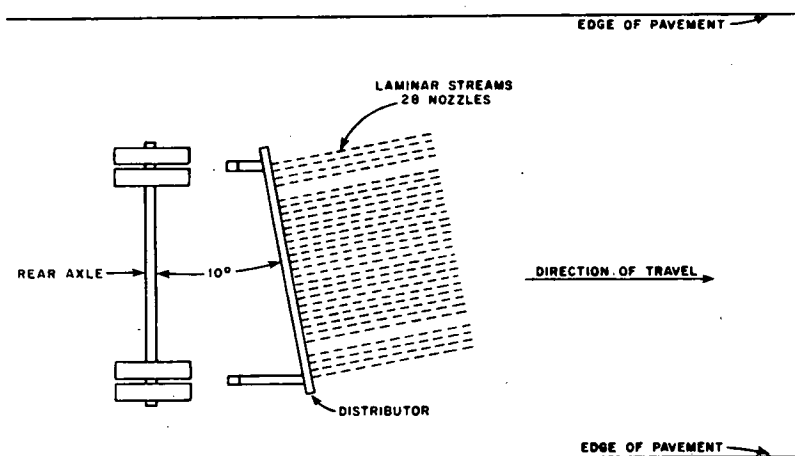 EDGE OF PAVEMENT
LAMINAR STREAMS
28 NOZZLES
REAR AXLE
10°
DIRECTION OF TRAVEL
DISTRIBUTOR
EDGE OF PAVEMENT